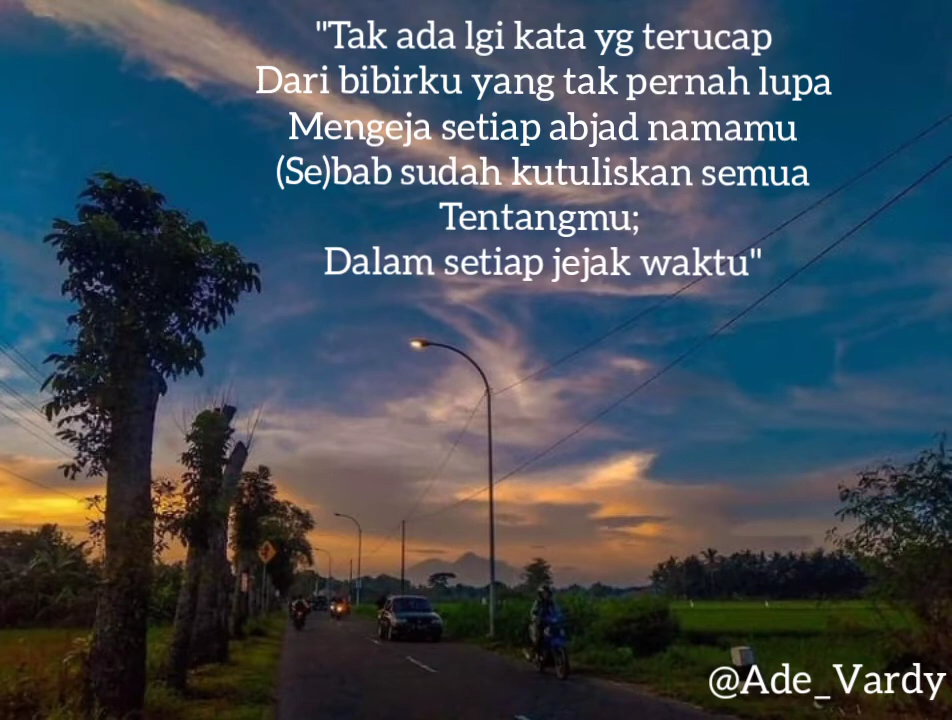 "Tak ada lgi kata yg terucap
Dari bibirku yang tak pernah lupa
Mengeja setiap abjad namamu
(Se)bab sudah kutuliskan semua
Tentangmu;
Dalam setiap jejak waktu"
@Ade_Vardy